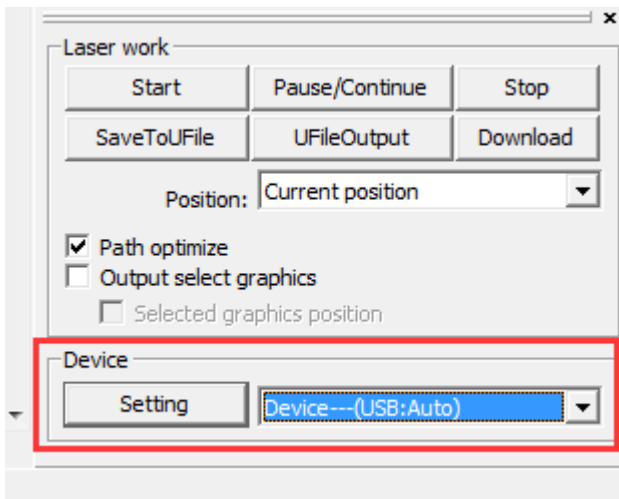 x
Laser work
Start Pause/Continue Stop
SaveToUFile UFileOutput Download
Position: Current position
Path optimize
Output select graphics
Selected graphics position
Device
Setting Device---(USB:Auto)